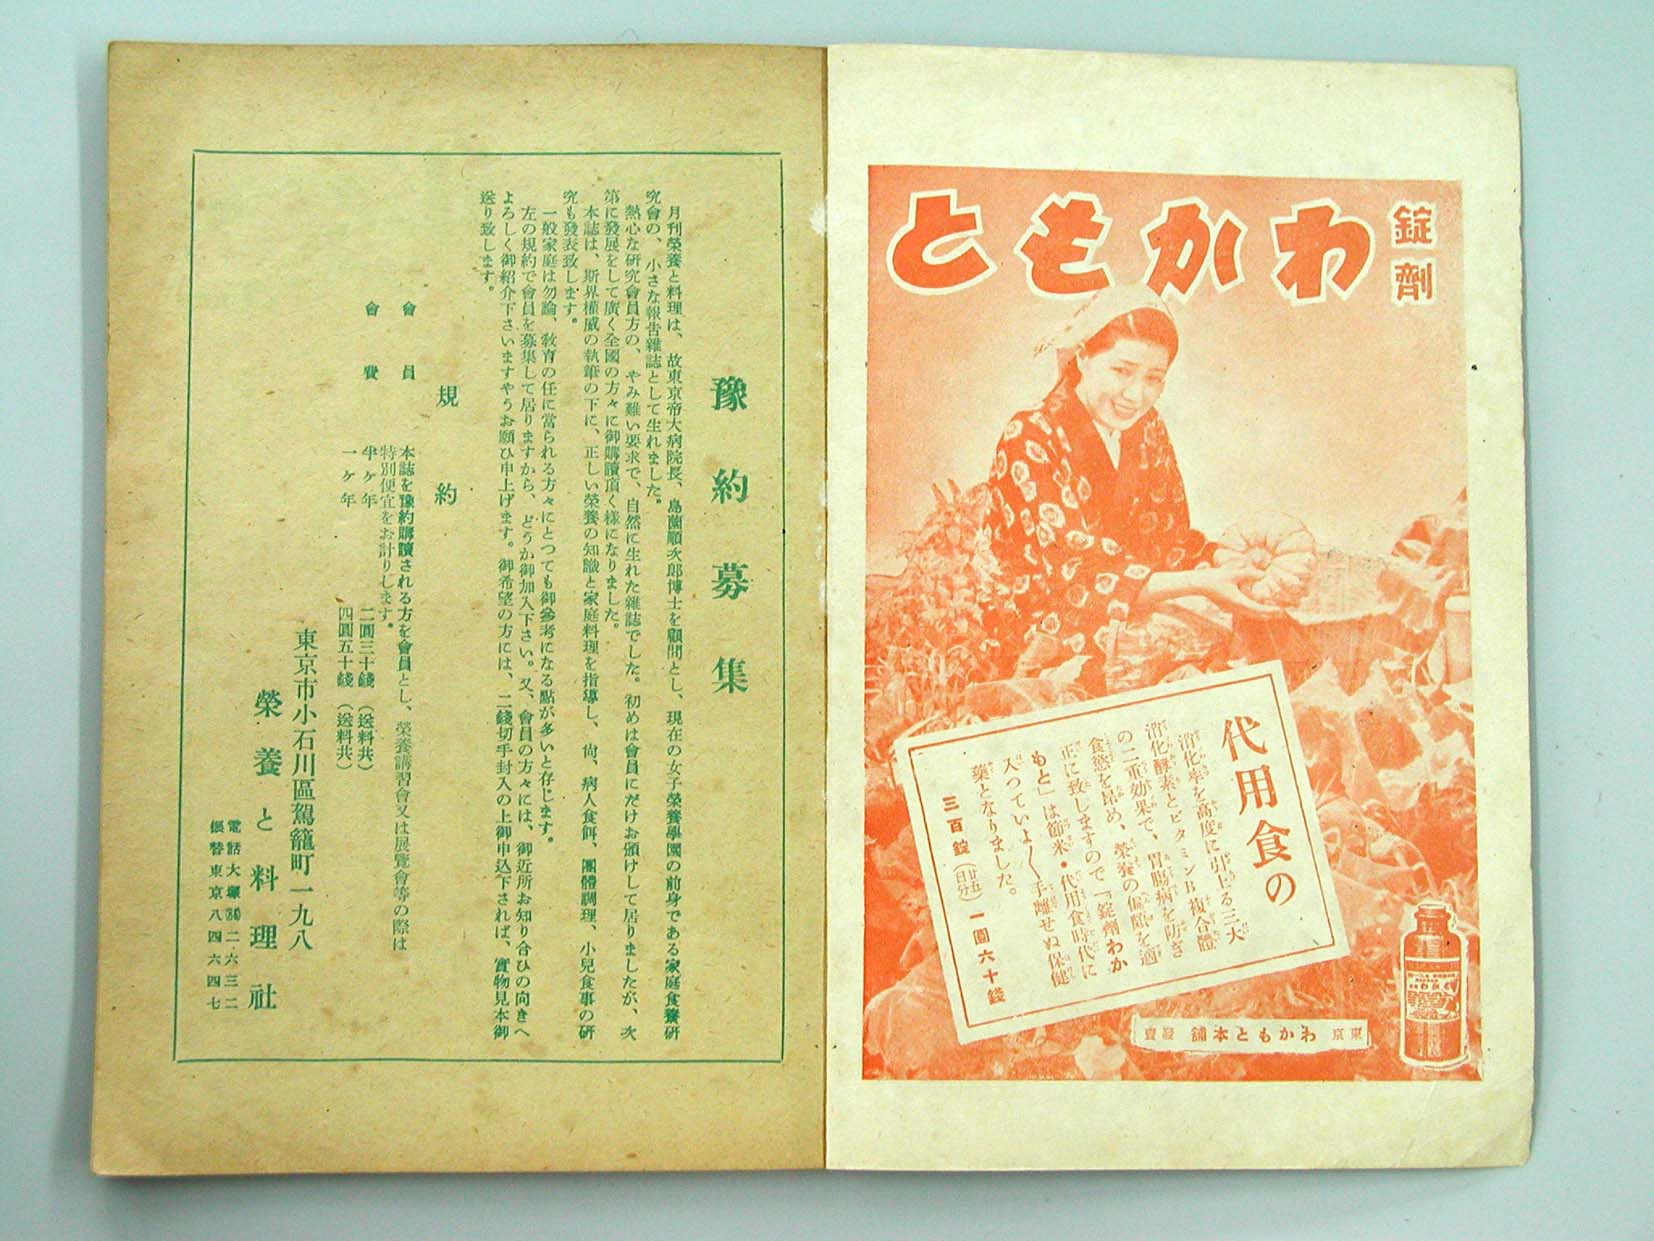 錠劑
わかもと
代用食の
消化率を高度に引上る三大
消化酵素とビタミンB複合體
の二重効果で、胃腸病を防ぎ
食慾を昂め、榮養の偏頗を適
正に致しますので『錠劑わか
もと』は節米・代用食時代に
入つていよ〱手離せぬ保健
藥となりました。
三百錠(廿五日分)一圓六十錢
東京 わかもと本舗 發賣
豫約募集
月刊榮養と料理は、故東京帝大病院長、島薗順次郎博士を顧問とし、現在の女子榮養學園の前身である家庭食養研
究會の、小さな報告雜誌として生れました。
熱心な研究會員方の、やみ難い要求で、自然に生れた雜誌でした。初めは會員にだけお頒けして居りましたが、次
第に發展をして廣く全國の方々に御購讀頂く樣になりました。
本誌は、斯界權威の執筆の下に、正しい榮養の知識と家庭料理を指導し、尙、病人食餌、團體調理、小兒食事の研
究も發表致します。
一般家庭は勿論、教育の任に當られる方々にとつても御參考になる點が多いと存じます。
左の規約で會員を募集して居りますから、どうか御加入下さい。又、會員の方々には、御近所お知り合ひの向きへ
よろしく御紹介下さいますやうお願ひ申上げます。御希望の方には、二錢切手封入の上御申込下されば、實物見本御
送り致します。
規約
會員 本誌を豫約購讀される方を會員とし、榮養講習會又は展覽會等の際は
特別便宜をお計りします。
會費 半ヶ年 二圓三十錢(送料共)
一ヶ年 四圓五十錢(送料共)
東京市小石川區駕籠町一九八
榮養と料理社
電話大塚(86)二・六三二
振替東京八四六四七